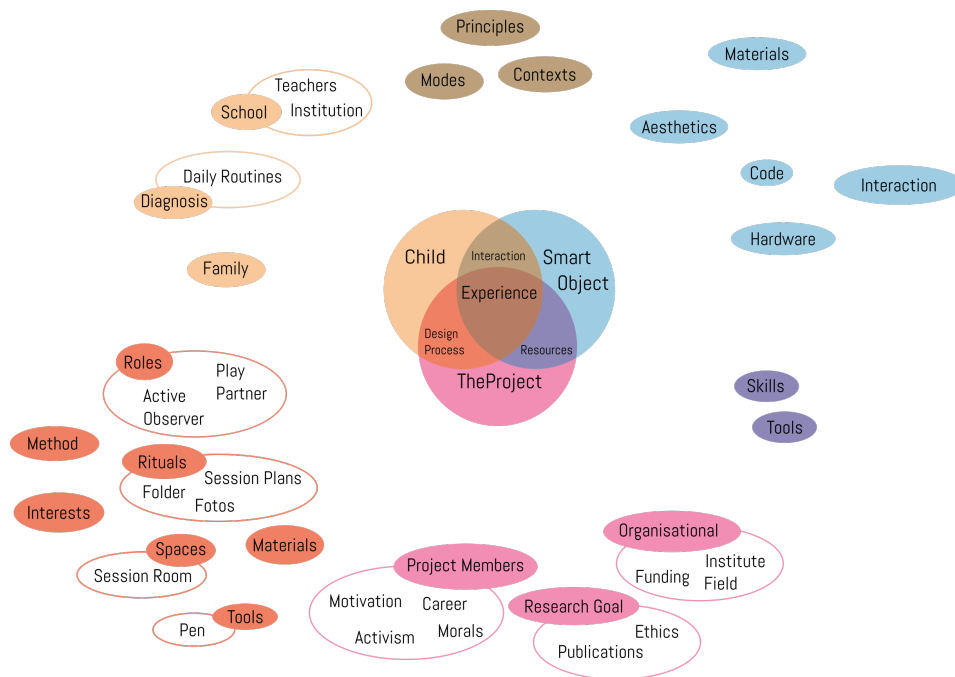 Principles
Modes
Contexts
Materials
Teachers
School
Institution
Aesthetics
Daily Routines
Diagnosis
Code
Interaction
Hardware
Family
Child
Interaction
Smart
Object
Experience
Design
Process
Resources
TheProject
Roles
Play
Partner
Active
Observer
Skills
Tools
Method
Rituals
Session Plans
Folder
Fotos
Interests
Spaces
Materials
Session Room
Tools
Pen
Project Members
Motivation
Career
Activism
Morals
Research Goal
Ethics
Publications
Organisational
Institute
Funding
Field